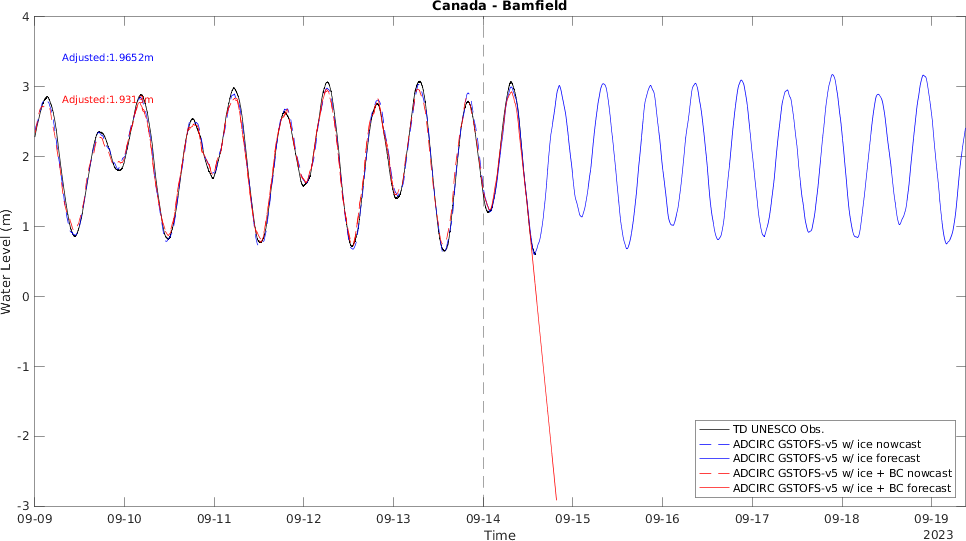 Canada - Bamfield
Adjusted:1.9652m
Water Level (m)
4
3
2
1
0
-1
-2
-3
09-09
09-10
09-11
09-12
09-13
09-14
09-15
09-16
09-17
09-18
09-19
Time
2023
TD UNESCO Obs.
ADCIRC GSTOFS-v5 w/ ice nowcast
ADCIRC GSTOFS-v5 w/ ice forecast
ADCIRC GSTOFS-v5 w/ ice + BC nowcast
ADCIRC GSTOFS-v5 w/ ice + BC forecast